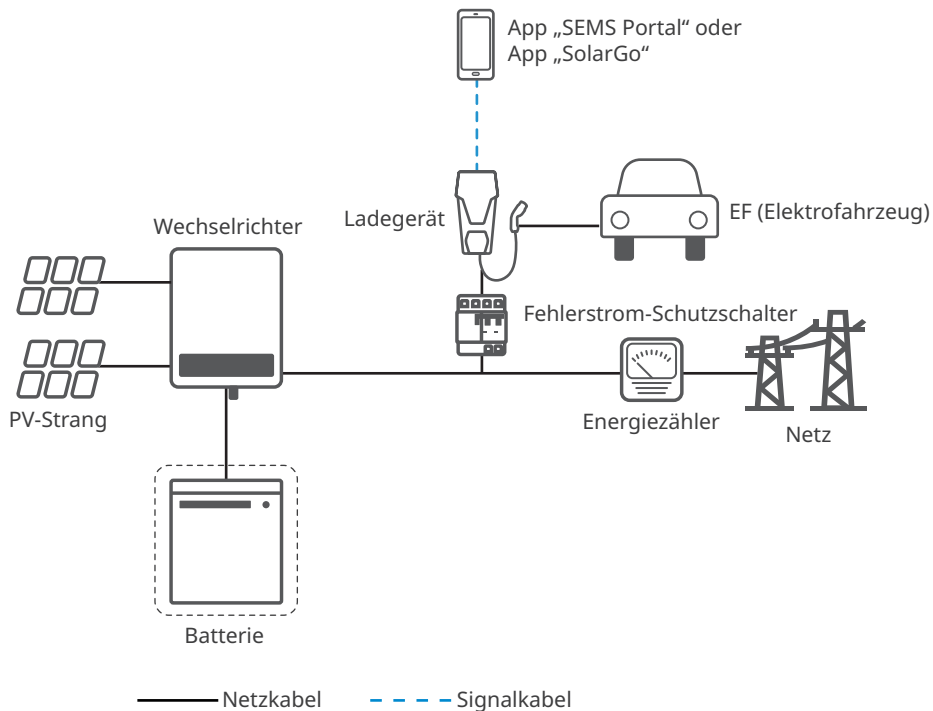 App „SEMS Portal“ oder
App „SolarGo“
Ladegerät
EF (Elektrofahrzeug)
Wechselrichter
Fehlerstrom-Schutzschalter
PV-Strang
Energiezähler
Netz
Batterie
Netzkabel
Signalkabel